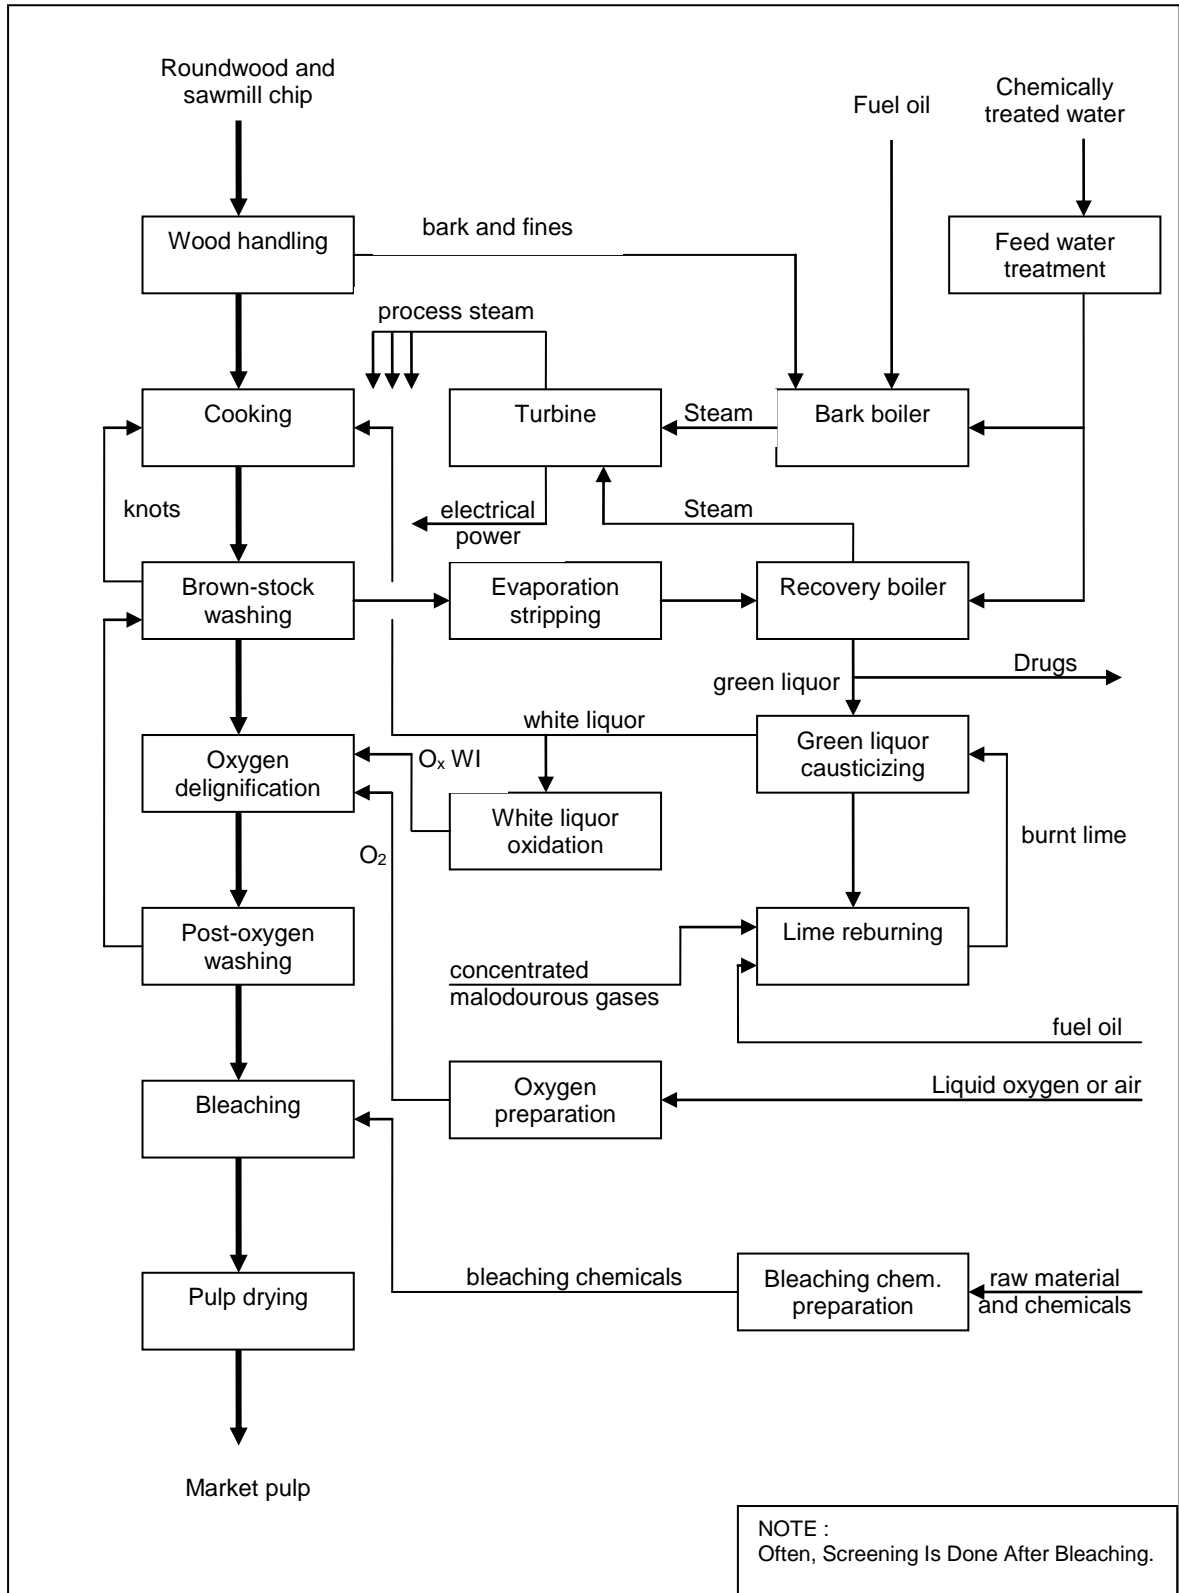 Roundwood and
sawmill chip
Fuel oil
Chemically
treated water
Wood handling
bark and fines
Feed water
treatment
process steam
Cooking
Turbine
Steam
Bark boiler
knots
electrical
power
Steam
Brown-stock
washing
Evaporation
stripping
Recovery boiler
Drugs
green liquor
white liquor
Oxygen
delignification
Oₓ WI
Green liquor
causticizing
White liquor
oxidation
burnt lime
O₂
Post-oxygen
washing
Lime reburning
concentrated
malodourous gases
fuel oil
Bleaching
Oxygen
preparation
Liquid oxygen or air
bleaching chemicals
Bleaching chem.
preparation
raw material
and chemicals
Pulp drying
Market pulp
NOTE :
Often, Screening Is Done After Bleaching.